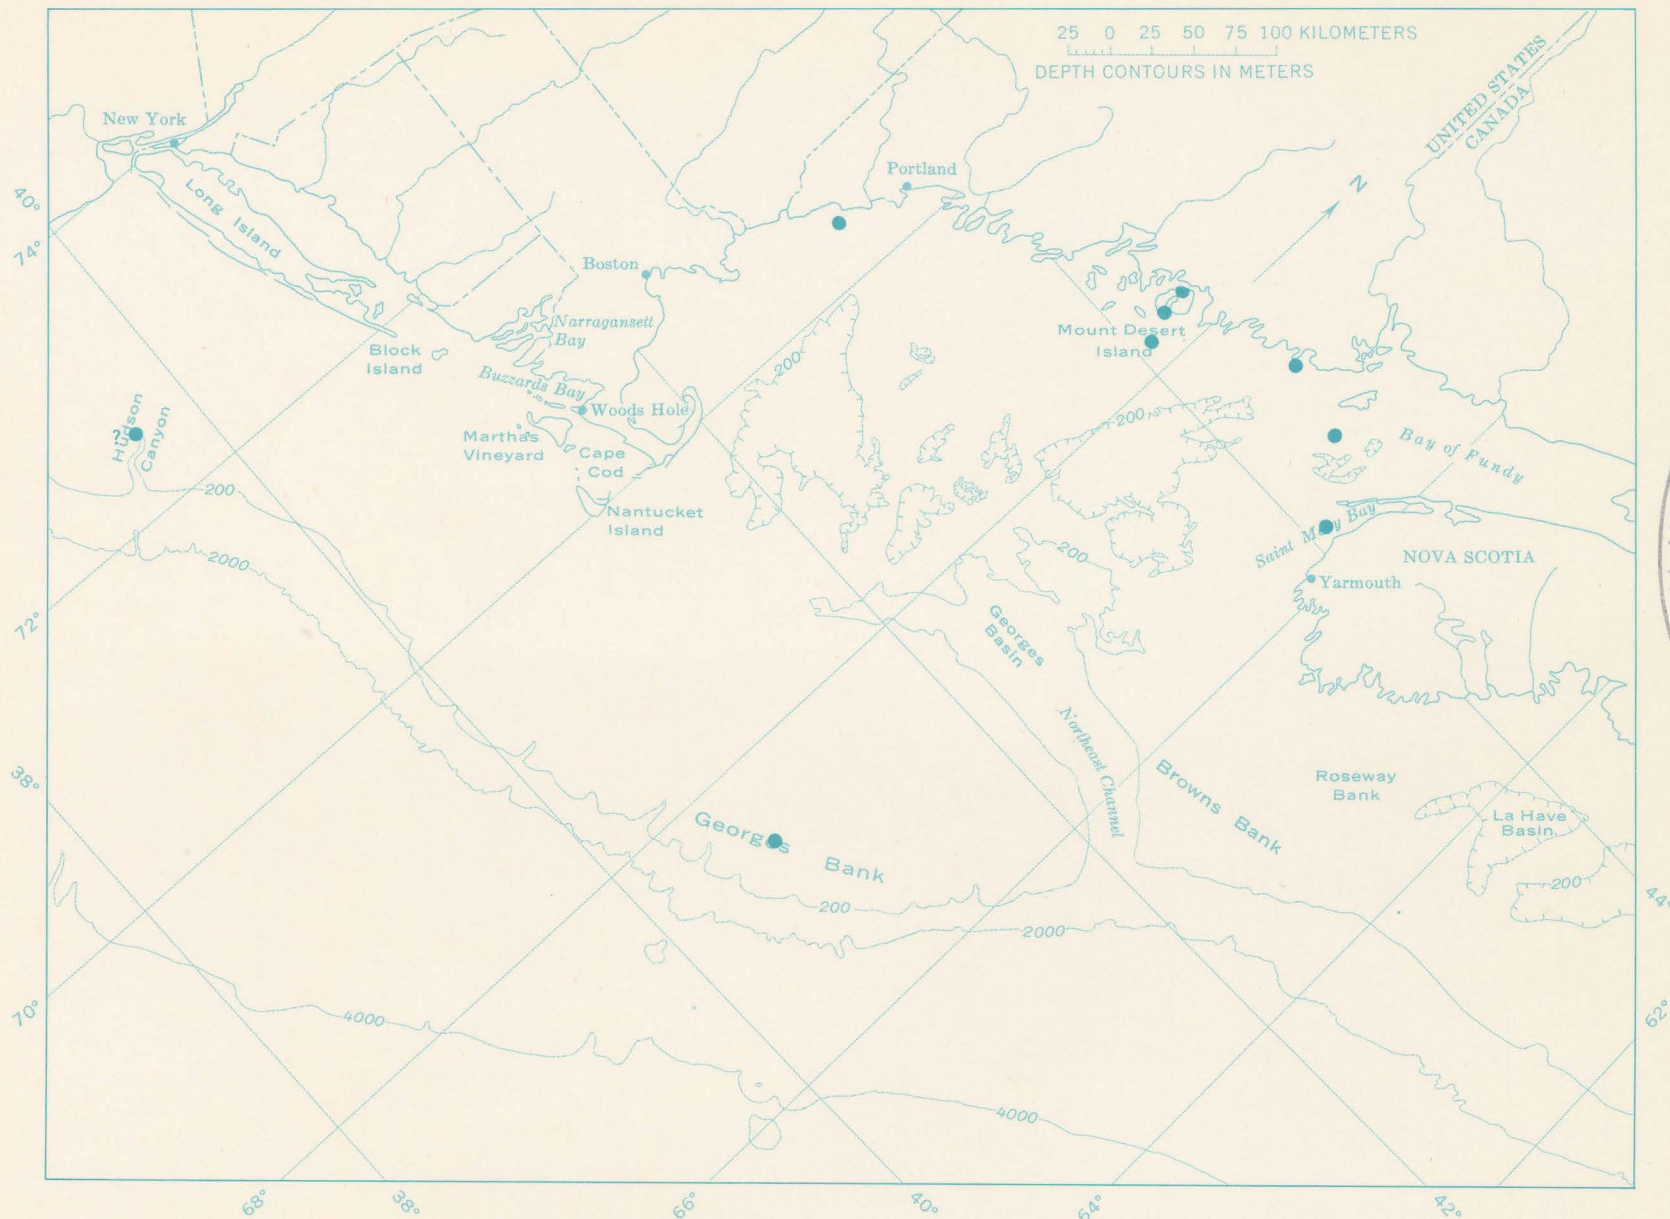 25 0 25 50 75 100 KILOMETERS
DEPTH CONTOURS IN METERS
UNITED STATES
CANADA
New York
Portland
N
40°
74°
Long Island
Boston
Narragansett
Bay
Mount Desert
Island
Block
Island
200
Buzzards Bay
Woods Hole
200
?
Hudson
Canyon
Marthas
Vineyard
Cape
Cod
Bay of Fundy
200
Nantucket
Island
Saint Mary Bay
200
NOVA SCOTIA
2000
Yarmouth
72°
Georges
Basin
Northeast Channel
38°
Browns Bank
Roseway
Bank
La Have
Basin
Georges Bank
200
200
44°
2000
70°
4000
62°
4000
68°
38°
66°
40°
64°
42°